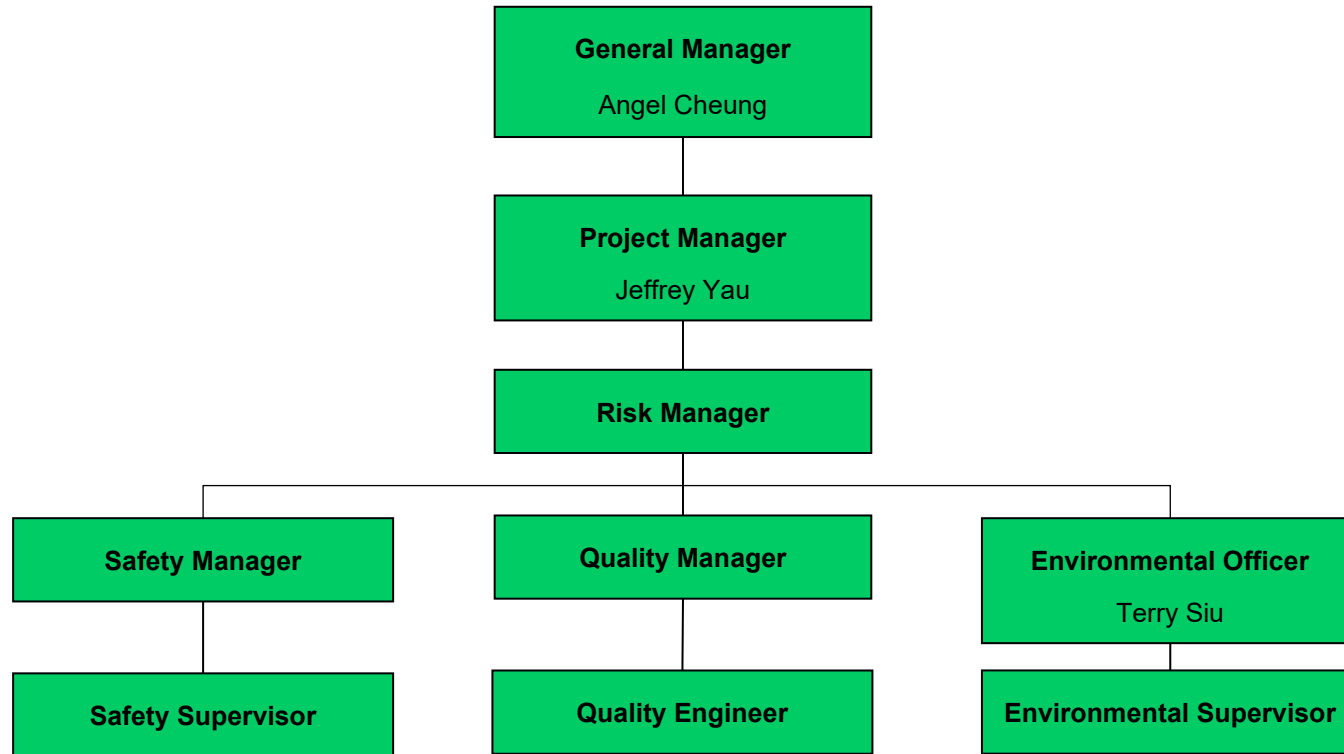 General Manager
Angel Cheung
Project Manager
Jeffrey Yau
Risk Manager
Safety Manager
Quality Manager
Environmental Officer
Terry Siu
Safety Supervisor
Quality Engineer
Environmental Supervisor